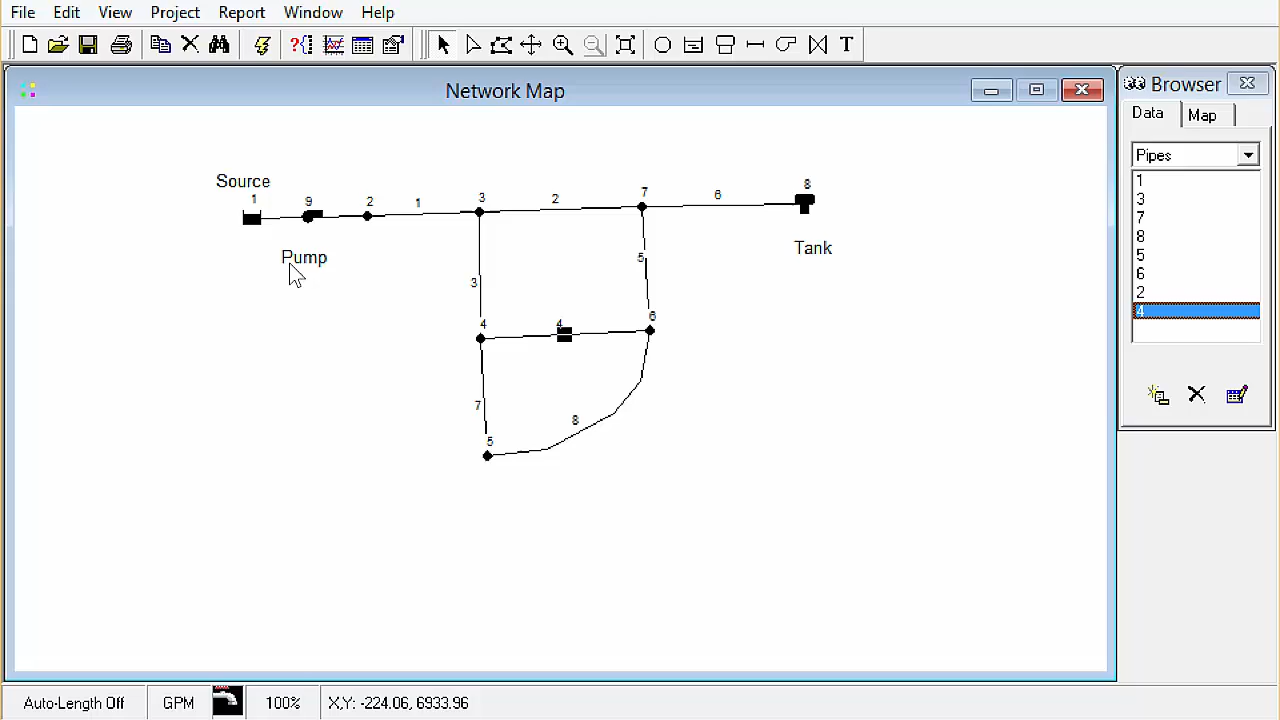 File Edit View Project Report Window Help
T
Network Map
Browser
Data Map
Pipes
1
3
7
8
5
6
2
4
Source
1 9 2 1 3 2 7 6 8
Pump
Tank
3 5
4 4 6
7 8
5
Auto-Length Off GPM 100% X,Y: -224.06, 6933.96